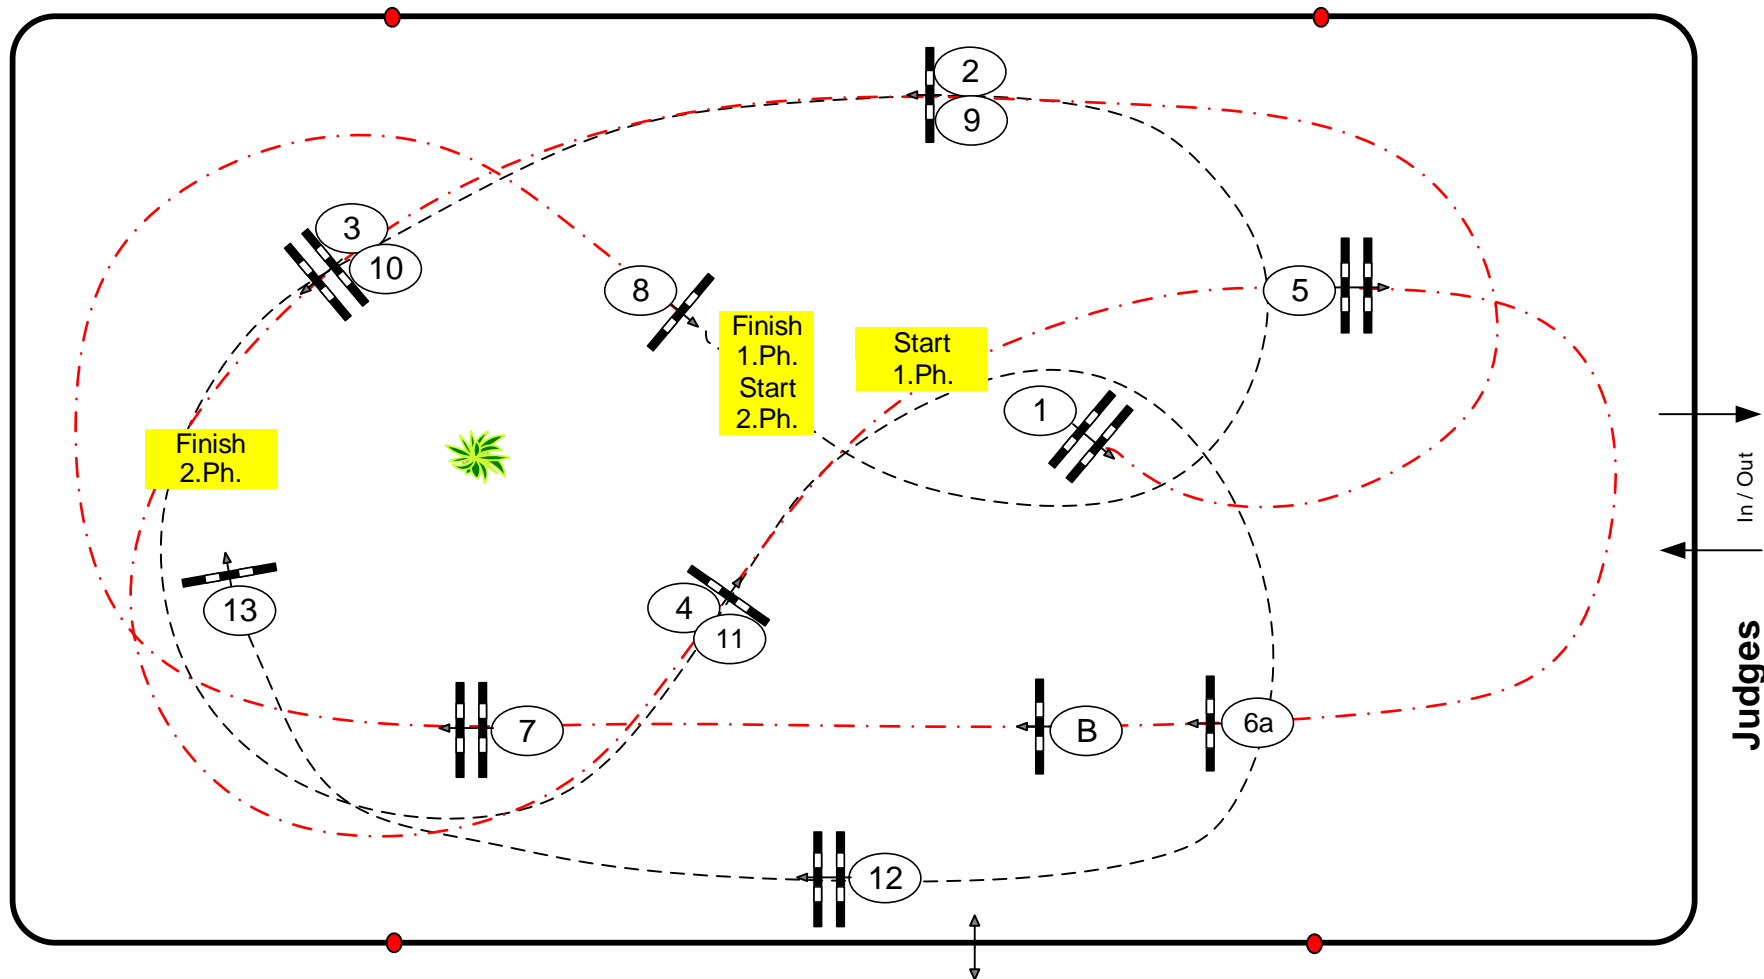 2
9
3
10
8
5
Finish
1.Ph.
Start
2.Ph.
Start
1.Ph.
1
Finish
2.Ph.
In / Out
13
4
11
7
B
6a
Judges
12